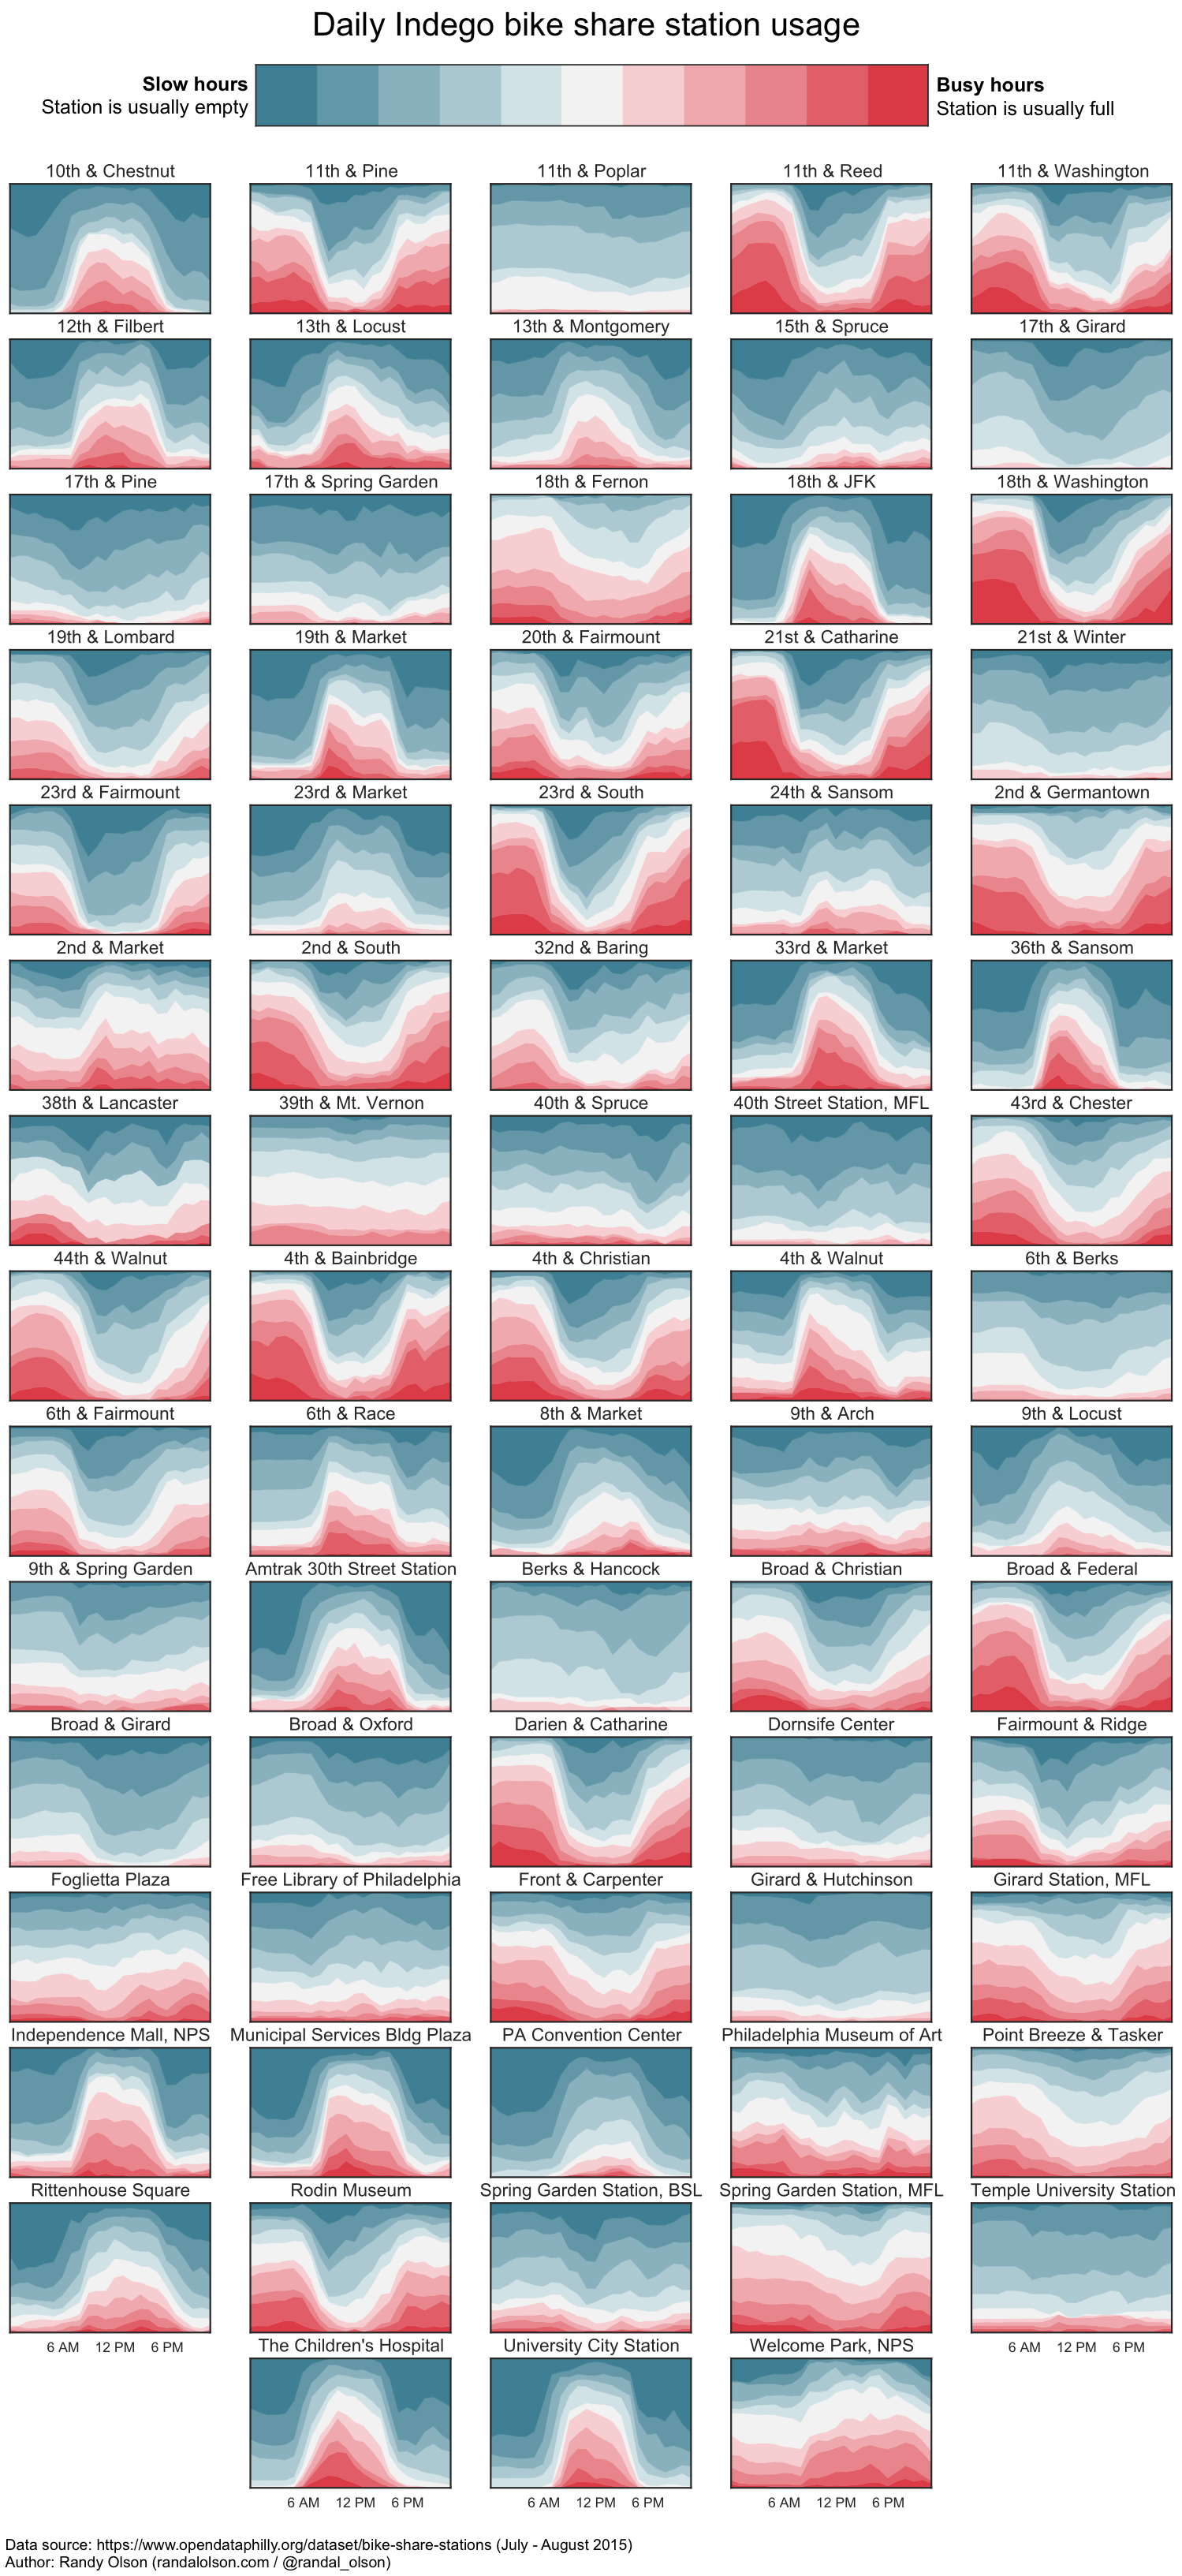 Daily Indego bike share station usage
Slow hours
Station is usually empty
Busy hours
Station is usually full
10th & Chestnut
11th & Pine
11th & Poplar
11th & Reed
11th & Washington
12th & Filbert
13th & Locust
13th & Montgomery
15th & Spruce
17th & Girard
17th & Pine
17th & Spring Garden
18th & Fernon
18th & JFK
18th & Washington
19th & Lombard
19th & Market
20th & Fairmount
21st & Catharine
21st & Winter
23rd & Fairmount
23rd & Market
23rd & South
24th & Sansom
2nd & Germantown
2nd & Market
2nd & South
32nd & Baring
33rd & Market
36th & Sansom
38th & Lancaster
39th & Mt. Vernon
40th & Spruce
40th Street Station, MFL
43rd & Chester
44th & Walnut
4th & Bainbridge
4th & Christian
4th & Walnut
6th & Berks
6th & Fairmount
6th & Race
8th & Market
9th & Arch
9th & Locust
9th & Spring Garden
Amtrak 30th Street Station
Berks & Hancock
Broad & Christian
Broad & Federal
Broad & Girard
Broad & Oxford
Darien & Catharine
Dornsife Center
Fairmount & Ridge
Foglietta Plaza
Free Library of Philadelphia
Front & Carpenter
Girard & Hutchinson
Girard Station, MFL
Independence Mall, NPS
Municipal Services Bldg Plaza
PA Convention Center
Philadelphia Museum of Art
Point Breeze & Tasker
Rittenhouse Square
Rodin Museum
Spring Garden Station, BSL
Spring Garden Station, MFL
Temple University Station
6 AM 12 PM 6 PM
6 AM 12 PM 6 PM
The Children's Hospital
University City Station
Welcome Park, NPS
6 AM 12 PM 6 PM
6 AM 12 PM 6 PM
6 AM 12 PM 6 PM
Data source: https://www.opendataphilly.org/dataset/bike-share-stations (July - August 2015)
Author: Randy Olson (randalolson.com / @randal_olson)